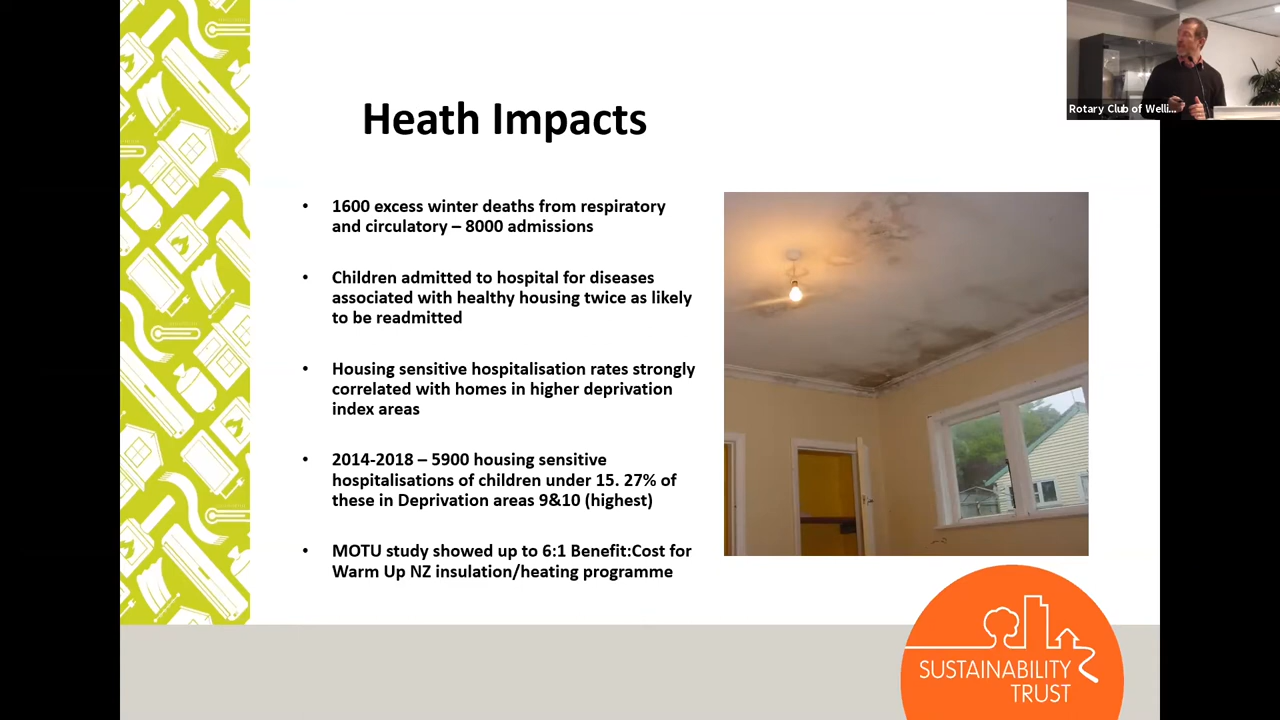 Rotary Club of Welli...
Heath Impacts
• 1600 excess winter deaths from respiratory
and circulatory – 8000 admissions
• Children admitted to hospital for diseases
associated with healthy housing twice as likely
to be readmitted
• Housing sensitive hospitalisation rates strongly
correlated with homes in higher deprivation
index areas
• 2014-2018 – 5900 housing sensitive
hospitalisations of children under 15. 27% of
these in Deprivation areas 9&10 (highest)
• MOTU study showed up to 6:1 Benefit:Cost for
Warm Up NZ insulation/heating programme
SUSTAINABILITY
TRUST